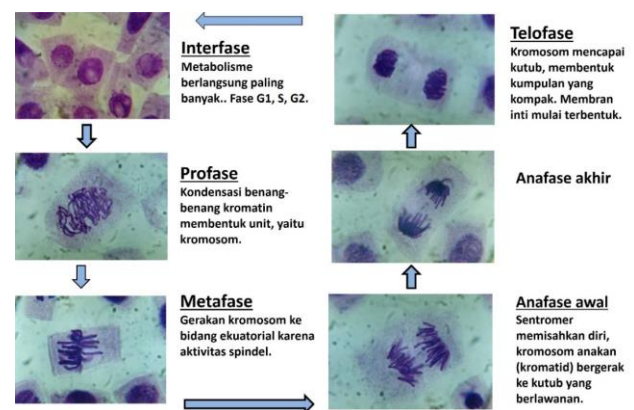 Interfase
Metabolisme
berlangsung paling
banyak.. Fase G1, S, G2.
Profase
Kondensasi benang-
benang kromatin
membentuk unit, yaitu
kromosom.
Metafase
Gerakan kromosom ke
bidang ekuatorial karena
aktivitas spindel.
Anafase awal
Sentromer
memisahkan diri,
kromosom anakan
(kromatid) bergerak
ke kutub yang
berlawanan.
Anafase akhir
Telofase
Kromosom mencapai
kutub, membentuk
kumpulan yang
kompak. Membran
inti mulai terbentuk.